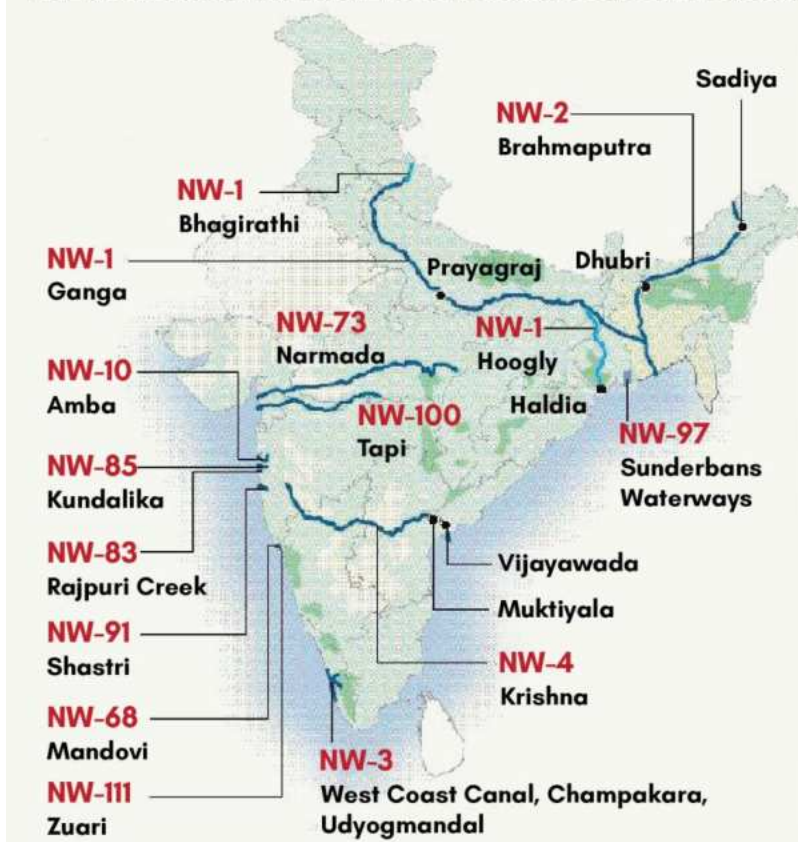 Sadiya
NW-2
Brahmaputra
NW-1
Bhagirathi
NW-1
Ganga
Prayagraj
Dhubri
NW-73
Narmada
NW-1
Hoogly
Haldia
NW-10
Amba
NW-100
Tapi
NW-97
Sunderbans
Waterways
NW-85
Kundalika
NW-83
Rajpuri Creek
Vijayawada
Muktiyala
NW-91
Shastri
NW-4
Krishna
NW-68
Mandovi
NW-3
West Coast Canal, Champakara,
Udyogmandal
NW-111
Zuari